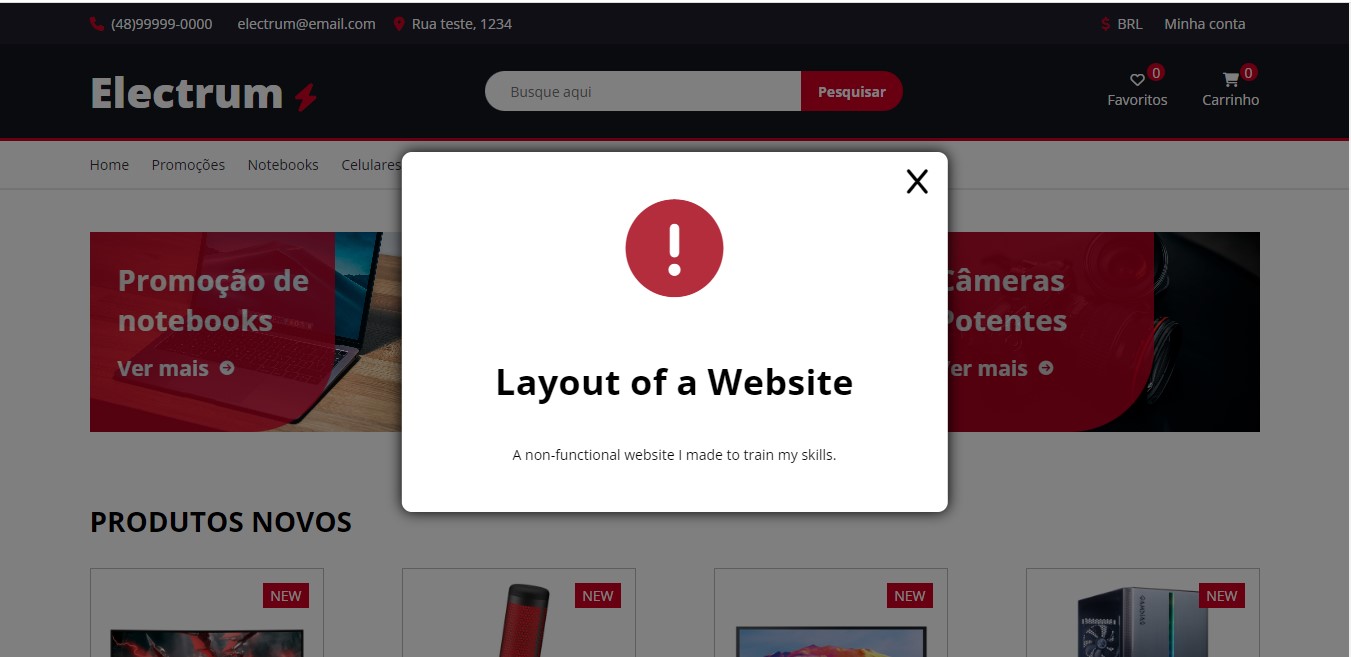 (48)99999-0000 electrum@email.com Rua teste, 1234 $ BRL Minha conta
Electrum Busque aqui Pesquisar
0 0
Favoritos Carrinho
Home Promoções Notebooks Celulares
X
Promoção de
notebooks
Ver mais
Layout of a Website
A non-functional website I made to train my skills.
Câmeras
Potentes
Ver mais
PRODUTOS NOVOS
NEW NEW NEW NEW